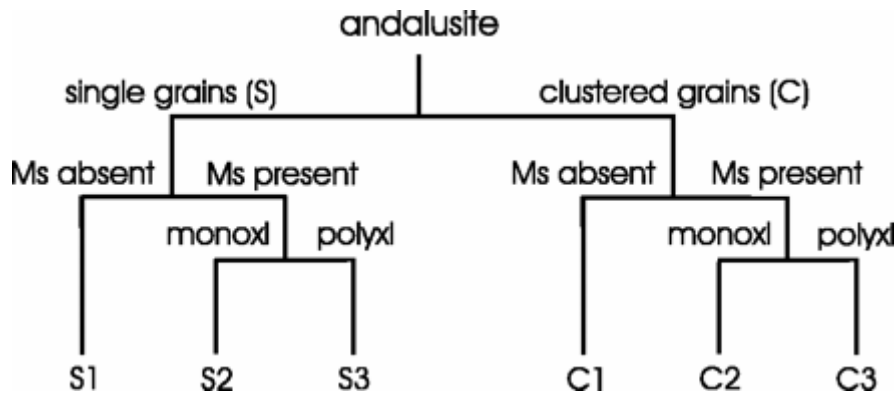 andalusite
single grains (S) clustered grains (C)
Ms absent Ms present Ms absent Ms present
monoxl polyxl monoxl polyxl
S1 S2 S3 C1 C2 C3